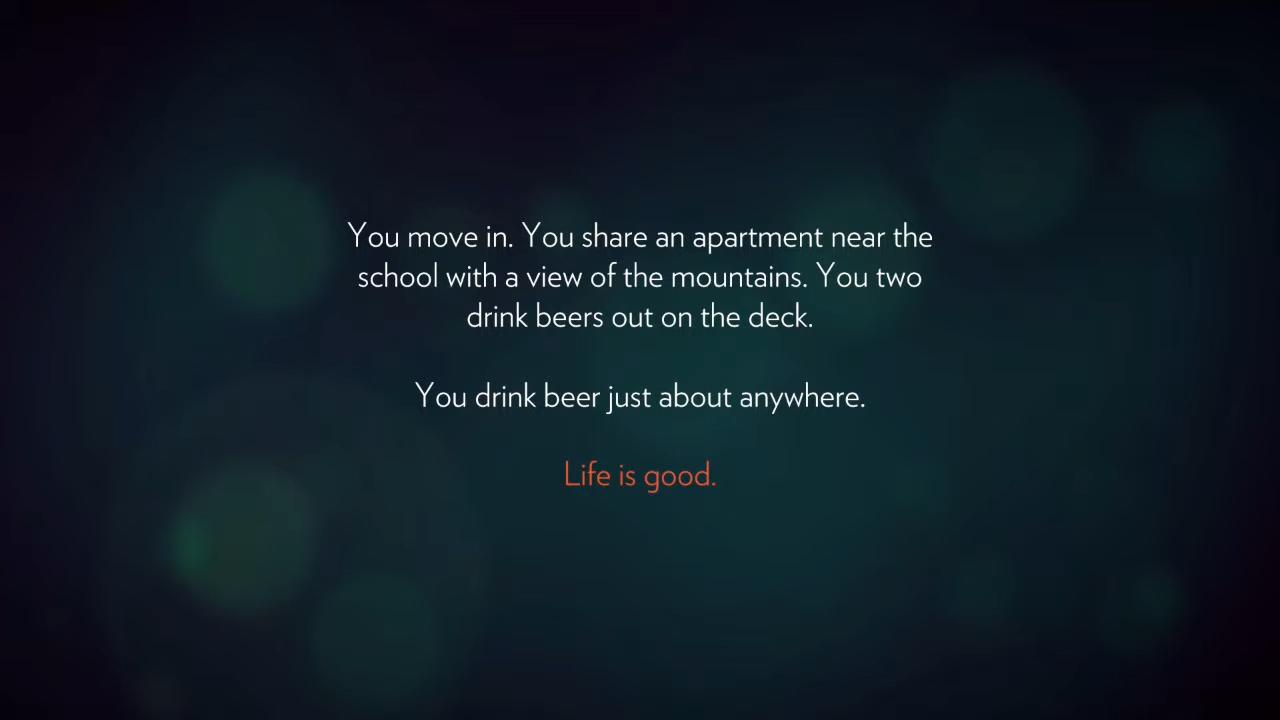 You move in. You share an apartment near the
school with a view of the mountains. You two
drink beers out on the deck.
You drink beer just about anywhere.
Life is good.